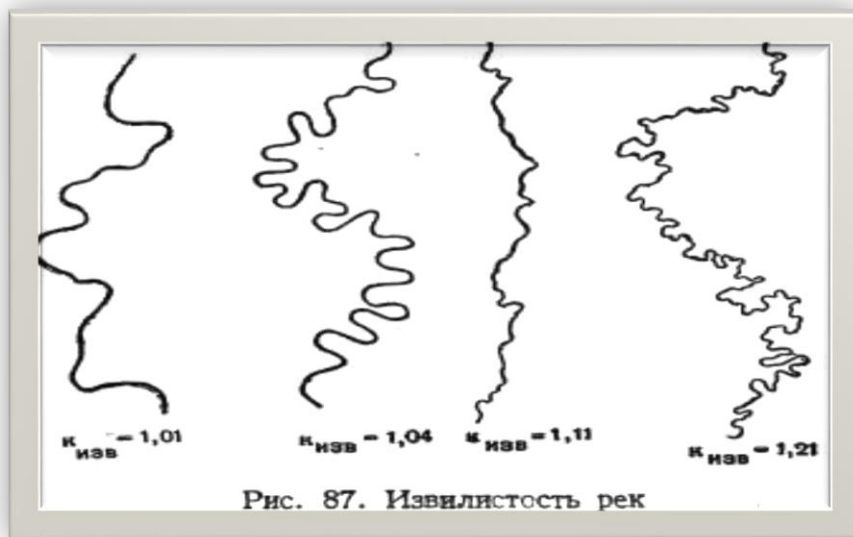 К изв = 1,01
К изв = 1,04
К изв = 1,11
К изв = 1,21
Рис. 87. Извилистость рек